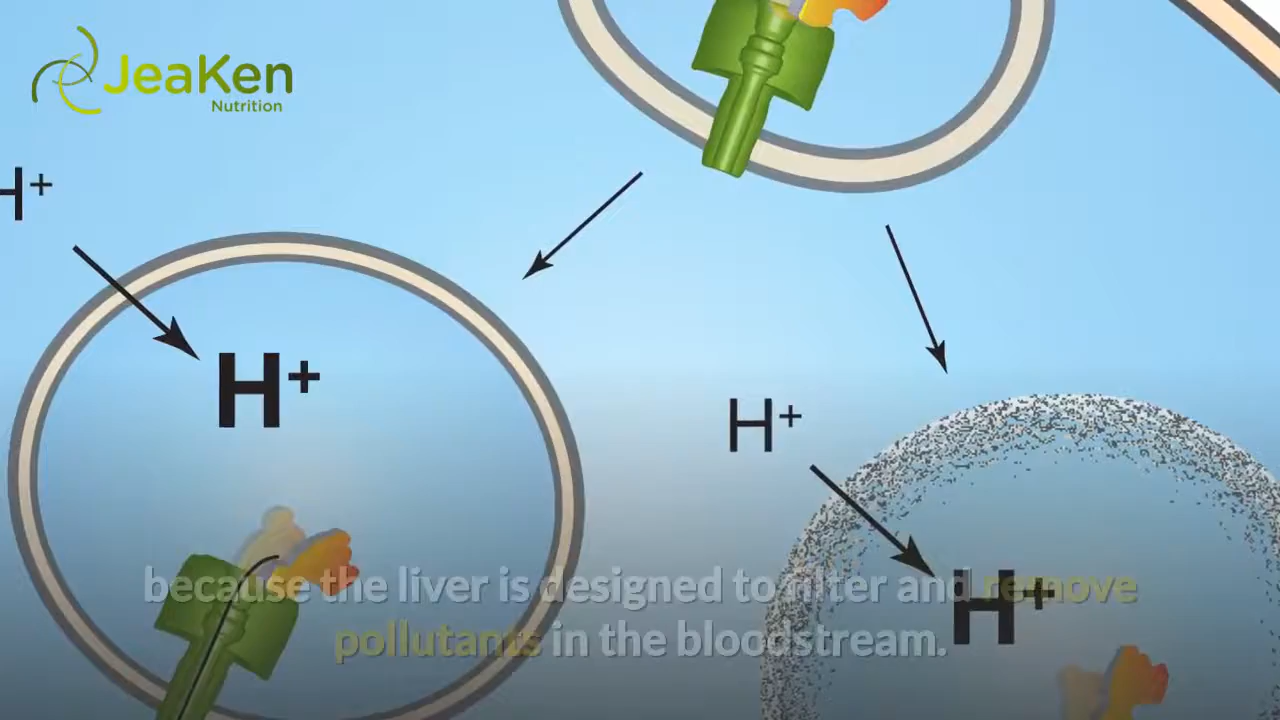 JeaKen
Nutrition
H+
H+
H+
H+
because the liver is designed to filter and remove
pollutants in the bloodstream.